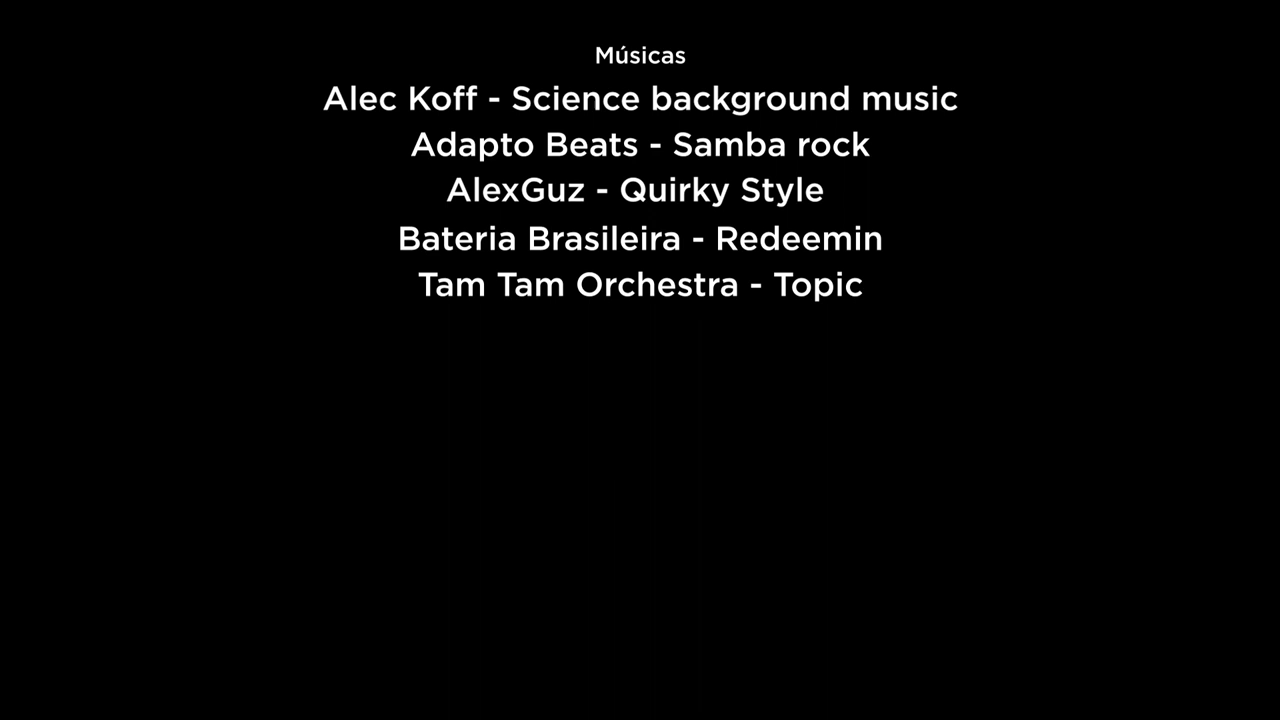 Músicas
Alec Koff - Science background music
Adapto Beats - Samba rock
AlexGuz - Quirky Style
Bateria Brasileira - Redeemin
Tam Tam Orchestra - Topic